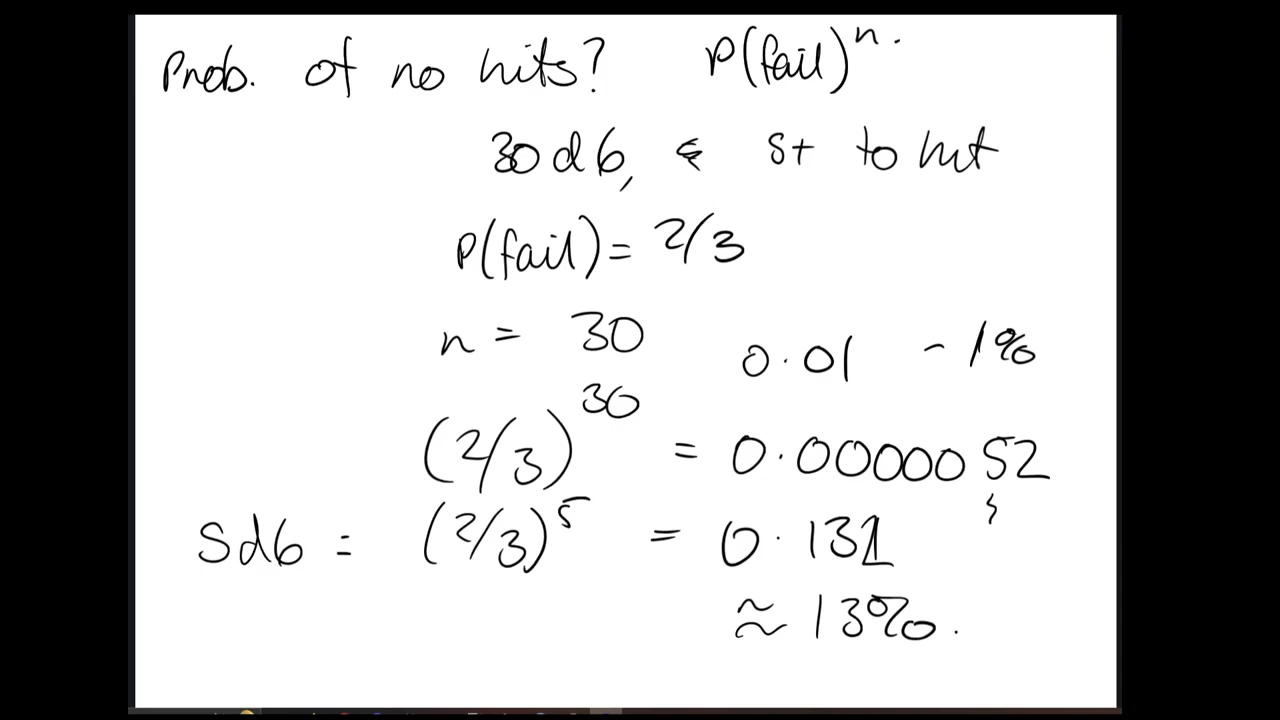 Prob. of no hits? P(fail)^n.
30d6, & 5+ to hit
P(fail) = 2/3
n = 30
0.01 - 1%
(2/3)^30 = 0.0000052
5d6 = (2/3)^5 = 0.131
≈ 13%.